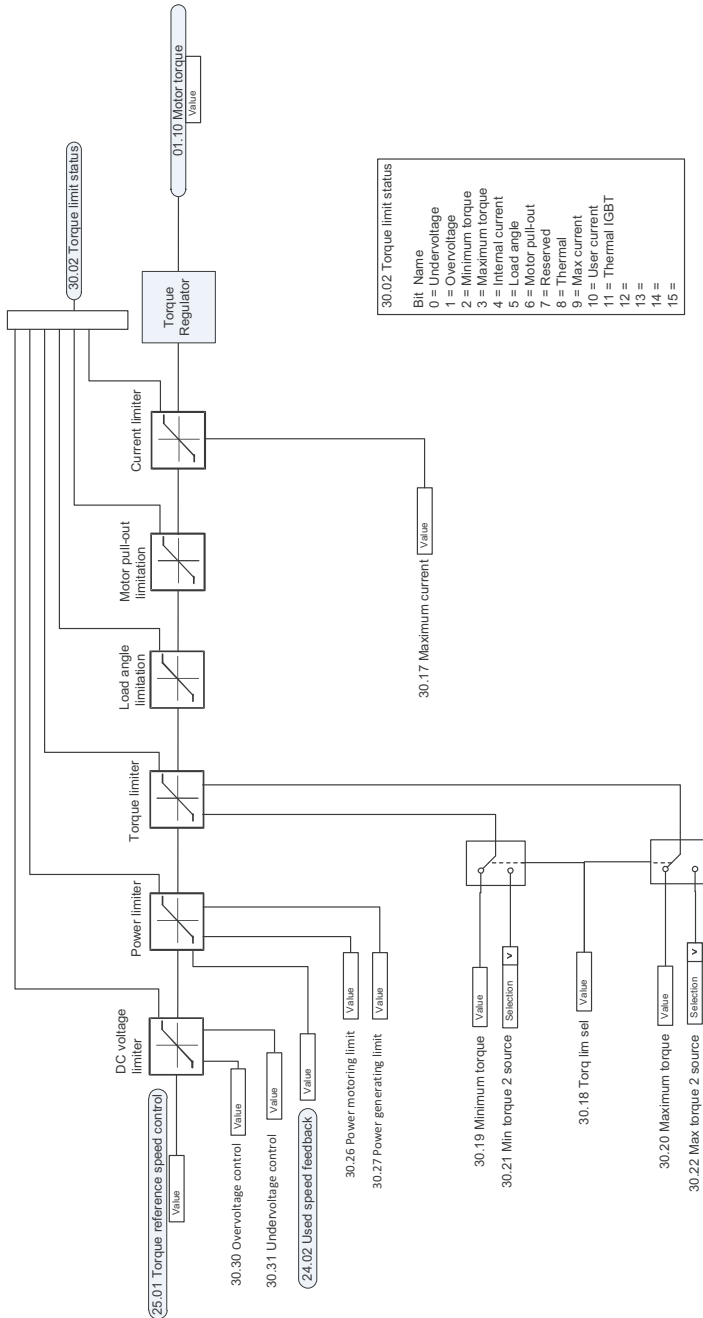 25.01 Torque reference speed control
Value
30.30 Overvoltage control
Value
30.31 Undervoltage control
Value
24.02 Used speed feedback
Value
30.26 Power motoring limit
Value
30.27 Power generating limit
Value
30.19 Minimum torque
Value
30.21 Min torque 2 source
Selection
v
30.18 Torq lim sel
Value
30.20 Maximum torque
Value
30.22 Max torque 2 source
Selection
v
DC voltage
limiter
Power limiter
Torque limiter
Load angle
limitation
Motor pull-out
limitation
Current limiter
30.17 Maximum current
Value
Torque
Regulator
30.02 Torque limit status
01.10 Motor torque
Value
30.02 Torque limit status
Bit Name
0 = Undervoltage
1 = Overvoltage
2 = Minimum torque
3 = Maximum torque
4 = Internal current
5 = Load angle
6 = Motor pull-out
7 = Reserved
8 = Thermal
9 = Max current
10 = User current
11 = Thermal IGBT
12 =
13 =
14 =
15 =